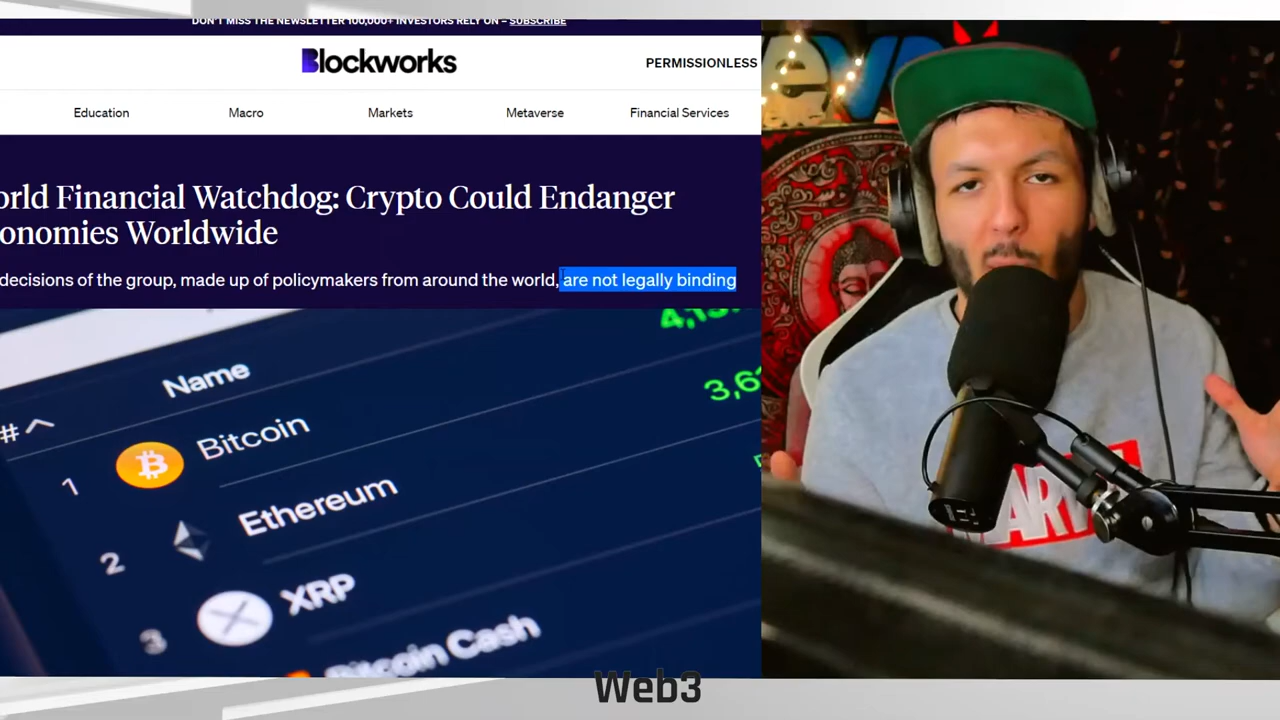 DON'T MISS THE NEWSLETTER 100,000+ INVESTORS RELY ON – SUBSCRIBE
Blockworks
PERMISSIONLESS
Education Macro Markets Metaverse Financial Services
orld Financial Watchdog: Crypto Could Endanger
onomies Worldwide
decisions of the group, made up of policymakers from around the world, are not legally binding
Name
#
1 Bitcoin
2 Ethereum
3 XRP
Bitcoin Cash
MARV
Web3